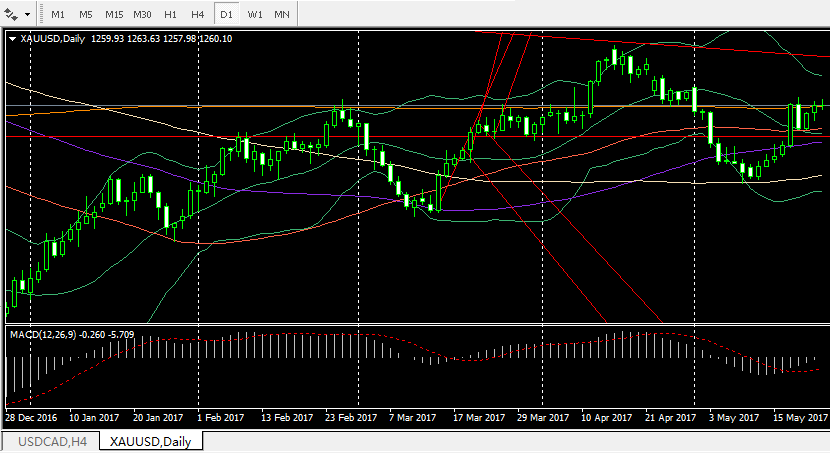 M1 M5 M15 M30 H1 H4 D1 W1 MN
XAUUSD,Daily 1259.93 1263.63 1257.98 1260.10
MACD(12,26,9) -0.260 -5.709
28 Dec 2016 10 Jan 2017 20 Jan 2017 1 Feb 2017 13 Feb 2017 23 Feb 2017 7 Mar 2017 17 Mar 2017 29 Mar 2017 10 Apr 2017 21 Apr 2017 3 May 2017 15 May 2017
USDCAD,H4 XAUUSD,Daily